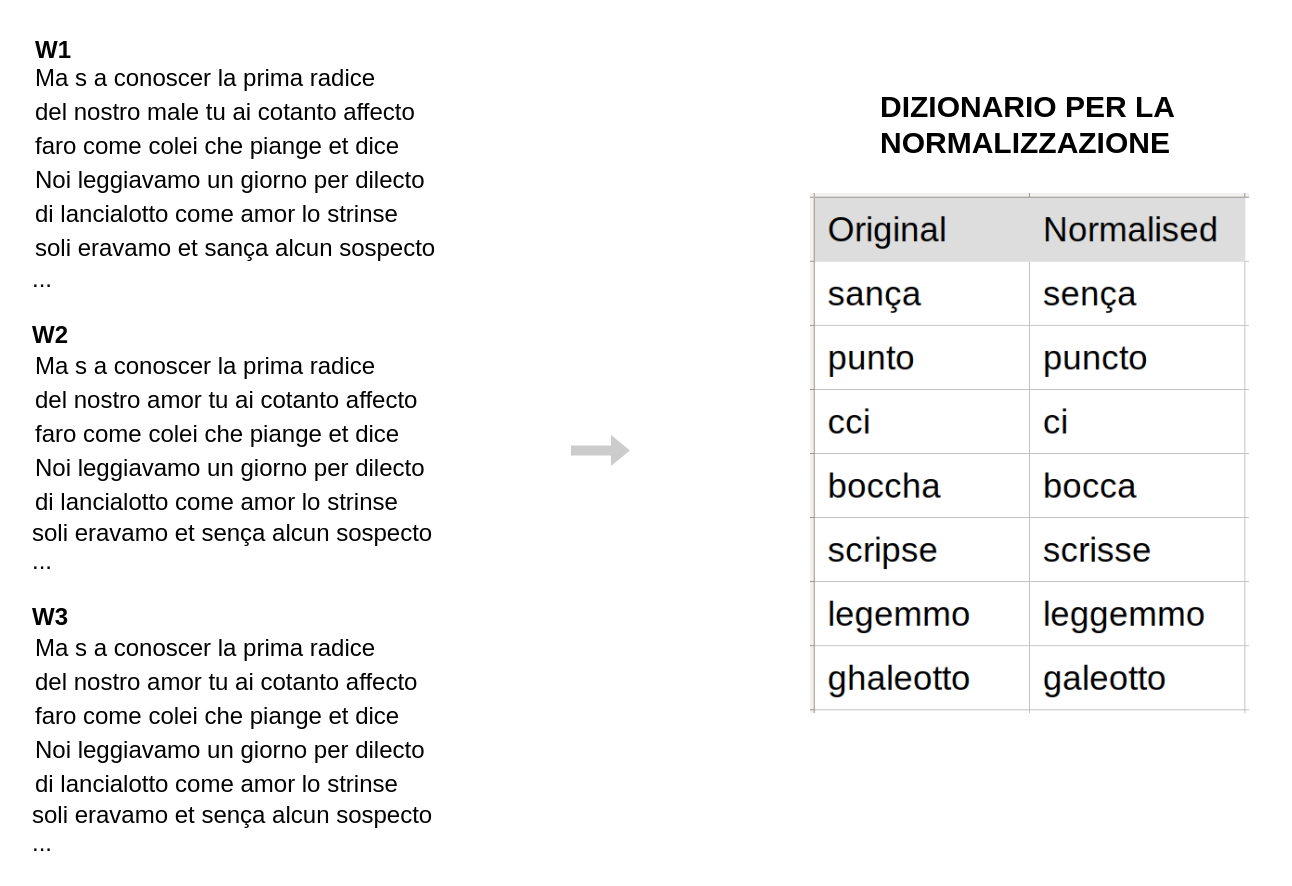 W1
Ma s a conoscer la prima radice
del nostro male tu ai cotanto affecto
faro come colei che piange et dice
Noi leggiavamo un giorno per dilecto
di lancialotto come amor lo strinse
soli eravamo et sança alcun sospecto
...
W2
Ma s a conoscer la prima radice
del nostro amor tu ai cotanto affecto
faro come colei che piange et dice
Noi leggiavamo un giorno per dilecto
di lancialotto come amor lo strinse
soli eravamo et sença alcun sospecto
...
W3
Ma s a conoscer la prima radice
del nostro amor tu ai cotanto affecto
faro come colei che piange et dice
Noi leggiavamo un giorno per dilecto
di lancialotto come amor lo strinse
soli eravamo et sença alcun sospecto
...
DIZIONARIO PER LA
NORMALIZZAZIONE
Original Normalised
sança sença
punto puncto
cci ci
boccha bocca
scripse scrisse
legemmo leggemmo
ghaleotto galeotto